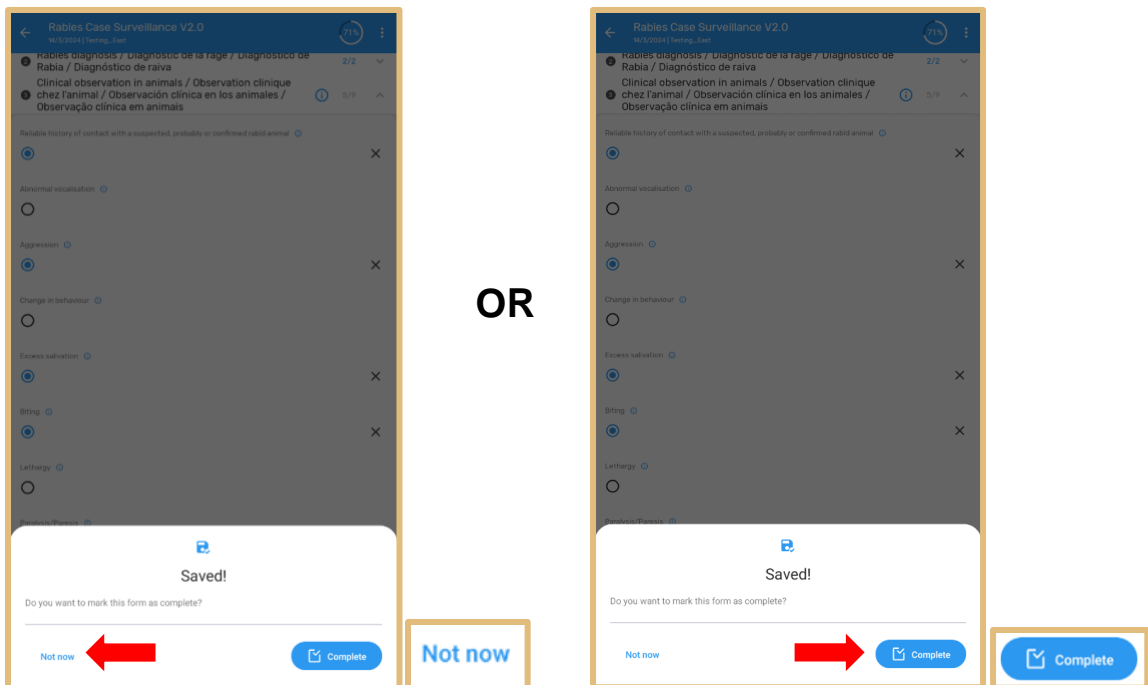 Rabies Case Surveillance V2.0
14/3/2024 | Testing_East
71%
2 Rabies diagnosis / Diagnostic de la rage / Diagnóstico de
Rabia / Diagnóstico de raiva
2/2
Clinical observation in animals / Observation clinique
chez l'animal / Observación clínica en los animales /
Observação clínica em animais
5/9
Reliable history of contact with a suspected, probably or confirmed rabid animal
Abnormal vocalisation
Aggression
Change in behaviour
Excess salivation
Biting
Lethargy
Paralysis/Paresis
Saved!
Do you want to mark this form as complete?
Not now
Complete
Not now
OR
Rabies Case Surveillance V2.0
14/3/2024 | Testing_East
71%
2 Rabies diagnosis / Diagnostic de la rage / Diagnóstico de
Rabia / Diagnóstico de raiva
2/2
Clinical observation in animals / Observation clinique
chez l'animal / Observación clínica en los animales /
Observação clínica em animais
5/9
Reliable history of contact with a suspected, probably or confirmed rabid animal
Abnormal vocalisation
Aggression
Change in behaviour
Excess salivation
Biting
Lethargy
Paralysis/Paresis
Saved!
Do you want to mark this form as complete?
Not now
Complete
Complete